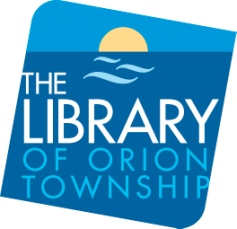 THE
LIBRARY
OF ORION
TOWNSHIP